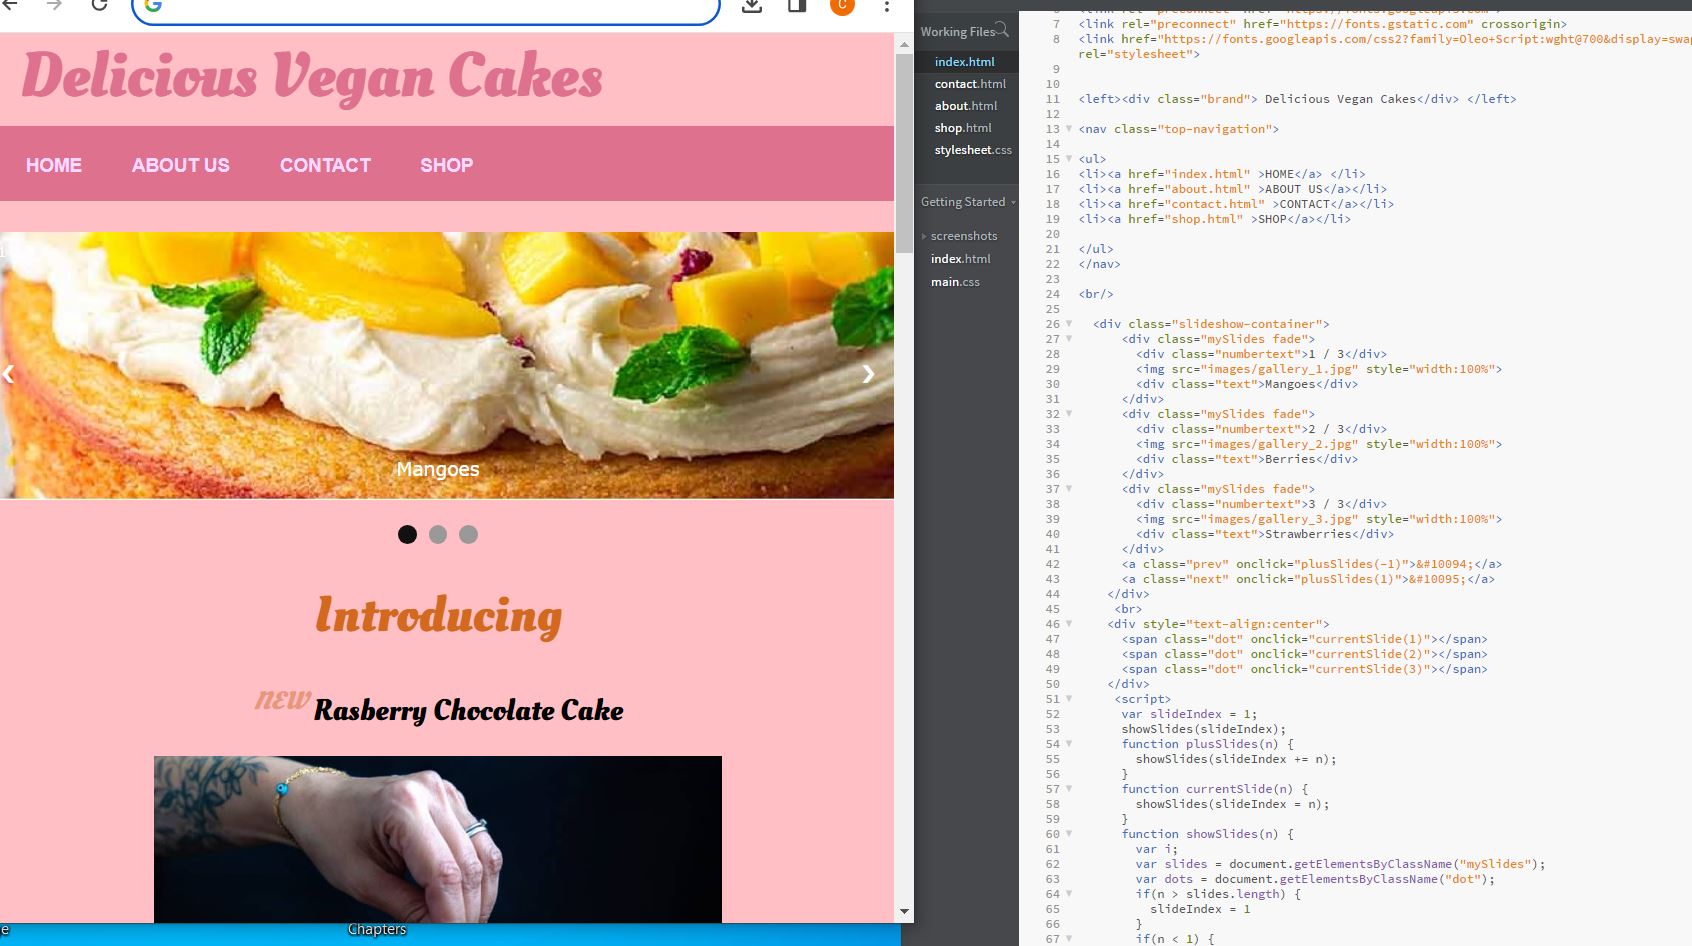 C
Delicious Vegan Cakes
HOME ABOUT US CONTACT SHOP
Mangoes
Introducing
NEW Rasberry Chocolate Cake
Chapters
Working Files
index.html
contact.html
about.html
shop.html
stylesheet.css
Getting Started
screenshots
index.html
main.css
7 <link rel="preconnect" href="https://fonts.gstatic.com" crossorigin>
8 <link href="https://fonts.googleapis.com/css2?family=Oleo+Script:wght@700&display=swap
rel="stylesheet">
9
10
11 <left><div class="brand"> Delicious Vegan Cakes</div> </left>
12
13 <nav class="top-navigation">
14
15 <ul>
16 <li><a href="index.html" >HOME</a> </li>
17 <li><a href="about.html" >ABOUT US</a></li>
18 <li><a href="contact.html" >CONTACT</a></li>
19 <li><a href="shop.html" >SHOP</a></li>
20
21 </ul>
22 </nav>
23
24 <br/>
25
26 <div class="slideshow-container">
27 <div class="mySlides fade">
28 <div class="numbertext">1 / 3</div>
29 <img src="images/gallery_1.jpg" style="width:100%">
30 <div class="text">Mangoes</div>
31 </div>
32 <div class="mySlides fade">
33 <div class="numbertext">2 / 3</div>
34 <img src="images/gallery_2.jpg" style="width:100%">
35 <div class="text">Berries</div>
36 </div>
37 <div class="mySlides fade">
38 <div class="numbertext">3 / 3</div>
39 <img src="images/gallery_3.jpg" style="width:100%">
40 <div class="text">Strawberries</div>
41 </div>
42 <a class="prev" onclick="plusSlides(-1)">&#10094;</a>
43 <a class="next" onclick="plusSlides(1)">&#10095;</a>
44 </div>
45 <br>
46 <div style="text-align:center">
47 <span class="dot" onclick="currentSlide(1)"></span>
48 <span class="dot" onclick="currentSlide(2)"></span>
49 <span class="dot" onclick="currentSlide(3)"></span>
50 </div>
51 <script>
52 var slideIndex = 1;
53 showSlides(slideIndex);
54 function plusSlides(n) {
55 showSlides(slideIndex += n);
56 }
57 function currentSlide(n) {
58 showSlides(slideIndex = n);
59 }
60 function showSlides(n) {
61 var i;
62 var slides = document.getElementsByClassName("mySlides");
63 var dots = document.getElementsByClassName("dot");
64 if(n > slides.length) {
65 slideIndex = 1
66 }
67 if(n < 1) {